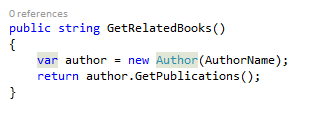 0 references
public string GetRelatedBooks()
{
    var author = new Author(AuthorName);
    return author.GetPublications();
}